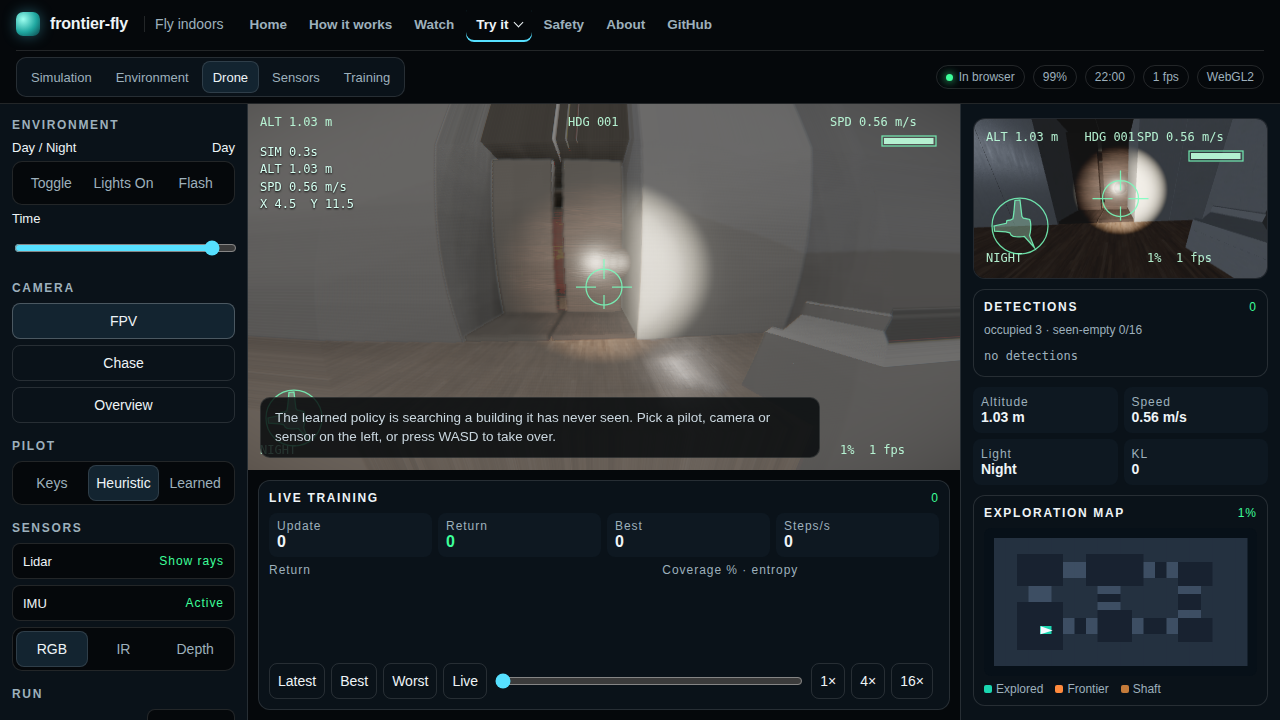 frontier-fly Fly indoors Home How it works Watch Try it Safety About GitHub
Simulation Environment Drone Sensors Training In browser 99% 22:00 1 fps WebGL2
ENVIRONMENT
Day / Night Day
Toggle Lights On Flash
Time
CAMERA
FPV
Chase
Overview
PILOT
Keys Heuristic Learned
SENSORS
Lidar Show rays
IMU Active
RGB IR Depth
RUN
ALT 1.03 m HDG 001 SPD 0.56 m/s
SIM 0.3s
ALT 1.03 m
SPD 0.56 m/s
X 4.5 Y 11.5
The learned policy is searching a building it has never seen. Pick a pilot, camera or
sensor on the left, or press WASD to take over.
NIGHT 1% 1 fps
LIVE TRAINING 0
Update Return Best Steps/s
0 0 0 0
Return Coverage % · entropy
Latest Best Worst Live 1× 4× 16×
ALT 1.03 m HDG 001 SPD 0.56 m/s
NIGHT 1% 1 fps
DETECTIONS 0
occupied 3 · seen-empty 0/16
no detections
Altitude Speed
1.03 m 0.56 m/s
Light KL
Night 0
EXPLORATION MAP 1%
Explored Frontier Shaft